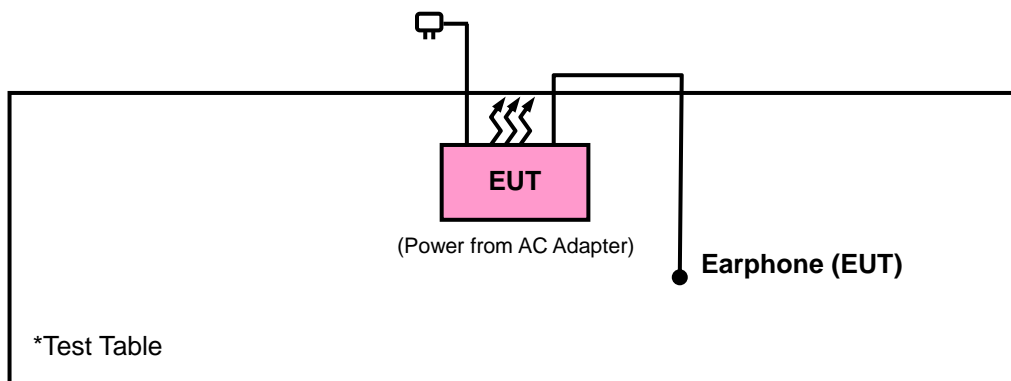 EUT
(Power from AC Adapter)
Earphone (EUT)
*Test Table